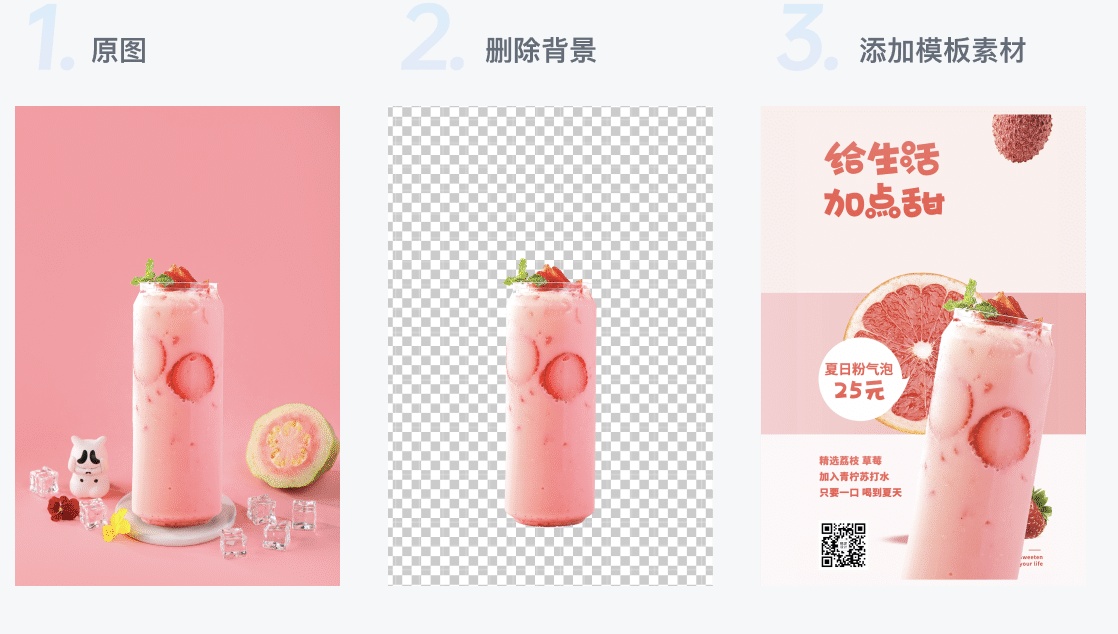 1. 原图
2. 删除背景
3. 添加模板素材
给生活
加点甜
夏日粉气泡
25元
精选荔枝 草莓
加入青柠苏打水
只要一口 喝到夏天
weeten
your life